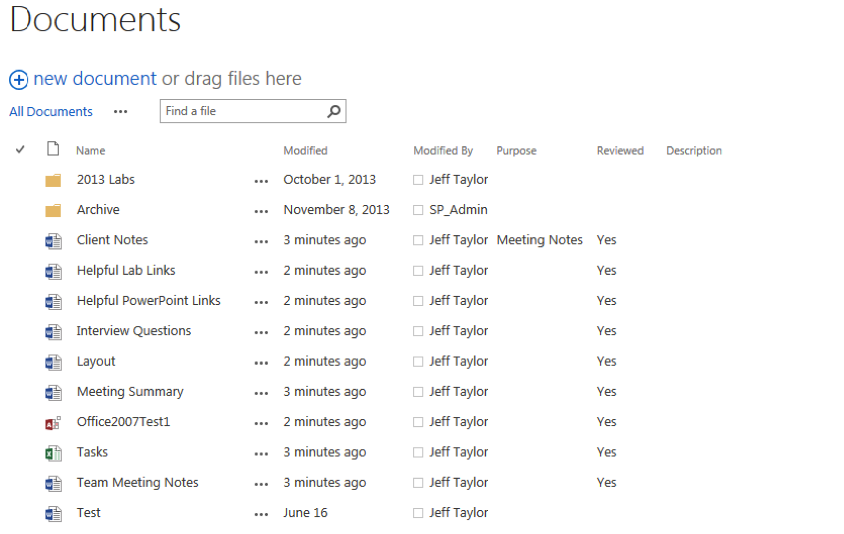 Documents
new document or drag files here
All Documents ••• Find a file
Name Modified Modified By Purpose Reviewed Description
2013 Labs ••• October 1, 2013 Jeff Taylor
Archive ••• November 8, 2013 SP_Admin
Client Notes ••• 3 minutes ago Jeff Taylor Meeting Notes Yes
Helpful Lab Links ••• 2 minutes ago Jeff Taylor Yes
Helpful PowerPoint Links ••• 2 minutes ago Jeff Taylor Yes
Interview Questions ••• 2 minutes ago Jeff Taylor Yes
Layout ••• 2 minutes ago Jeff Taylor Yes
Meeting Summary ••• 3 minutes ago Jeff Taylor Yes
Office2007Test1 ••• 2 minutes ago Jeff Taylor Yes
Tasks ••• 3 minutes ago Jeff Taylor Yes
Team Meeting Notes ••• 3 minutes ago Jeff Taylor Yes
Test ••• June 16 Jeff Taylor